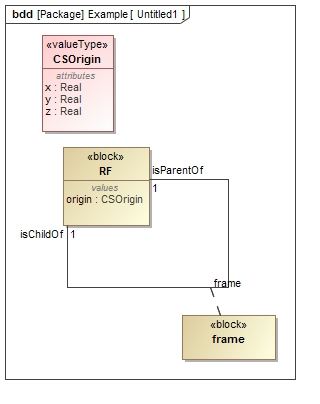 bdd [Package] Example [ Untitled1 ]
«valueType»
CSOrigin
attributes
x : Real
y : Real
z : Real
«block»
RF
values
origin : CSOrigin
isParentOf
1
isChildOf
1
frame
«block»
frame